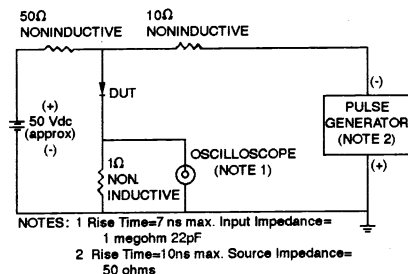 50Ω
NONINDUCTIVE
10Ω
NONINDUCTIVE
DUT
(+)
50 Vdc
(approx)
(-)
(-)
PULSE
GENERATOR
(NOTE 2)
(+)
OSCILLOSCOPE
(NOTE 1)
1Ω
NON.
INDUCTIVE
NOTES: 1 Rise Time=7 ns max. Input Impedance=
1 megohm 22pF
2 Rise Time=10ns max. Source Impedance=
50 ohms